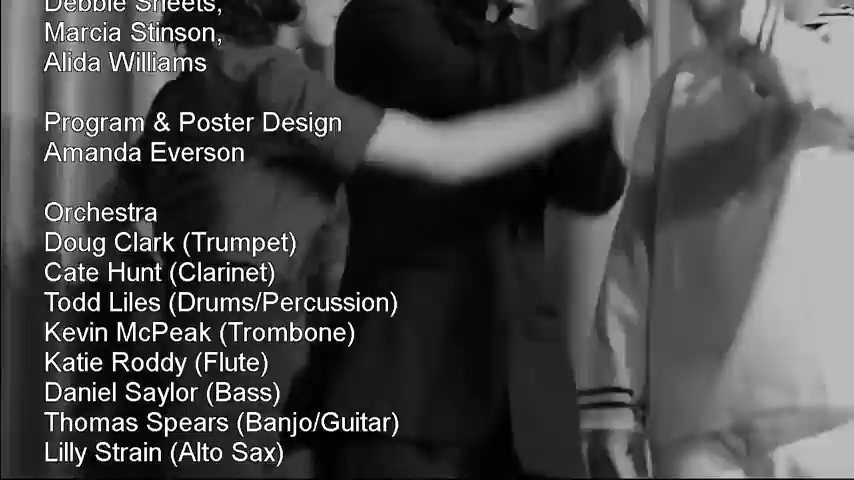 Debbie Sheets,
Marcia Stinson,
Alida Williams
Program & Poster Design
Amanda Everson
Orchestra
Doug Clark (Trumpet)
Cate Hunt (Clarinet)
Todd Liles (Drums/Percussion)
Kevin McPeak (Trombone)
Katie Roddy (Flute)
Daniel Saylor (Bass)
Thomas Spears (Banjo/Guitar)
Lilly Strain (Alto Sax)